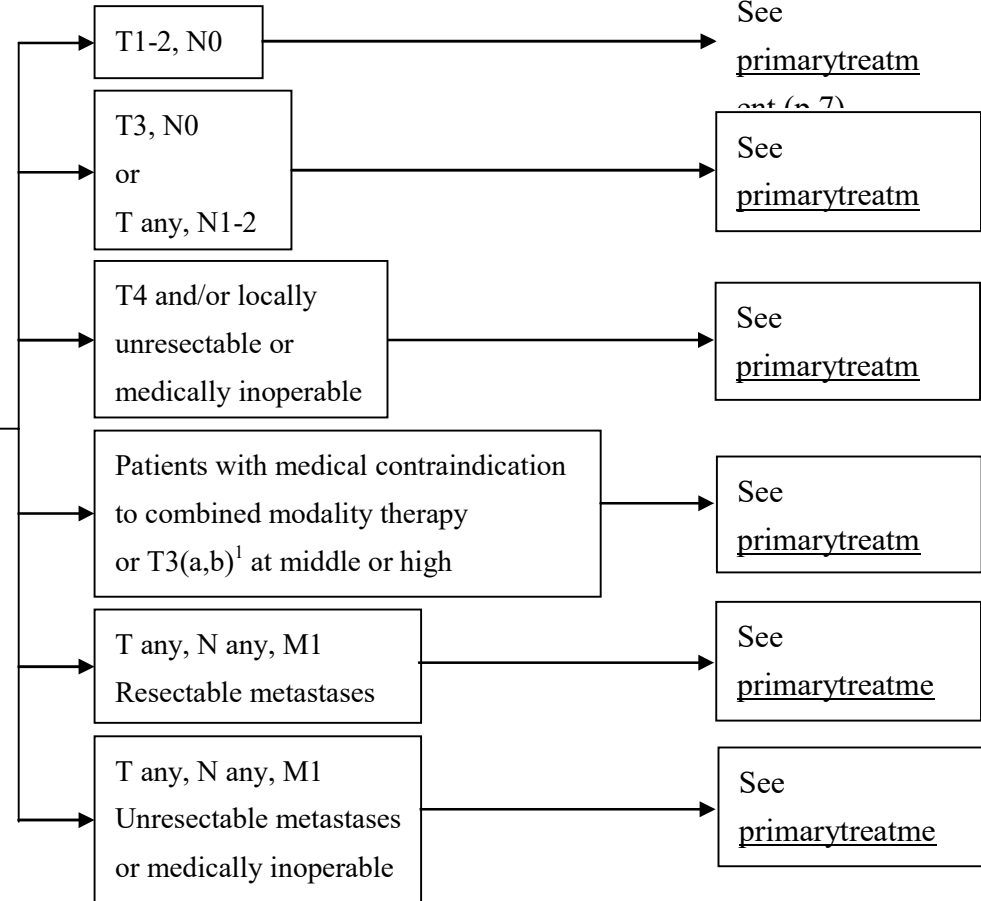 T1-2, N0
See
primarytreatm
ent (p.7)
T3, N0
or
T any, N1-2
See
primarytreatm
T4 and/or locally
unresectable or
medically inoperable
See
primarytreatm
Patients with medical contraindication
to combined modality therapy
or T3(a,b)¹ at middle or high
See
primarytreatm
T any, N any, M1
Resectable metastases
See
primarytreatme
T any, N any, M1
Unresectable metastases
or medically inoperable
See
primarytreatme